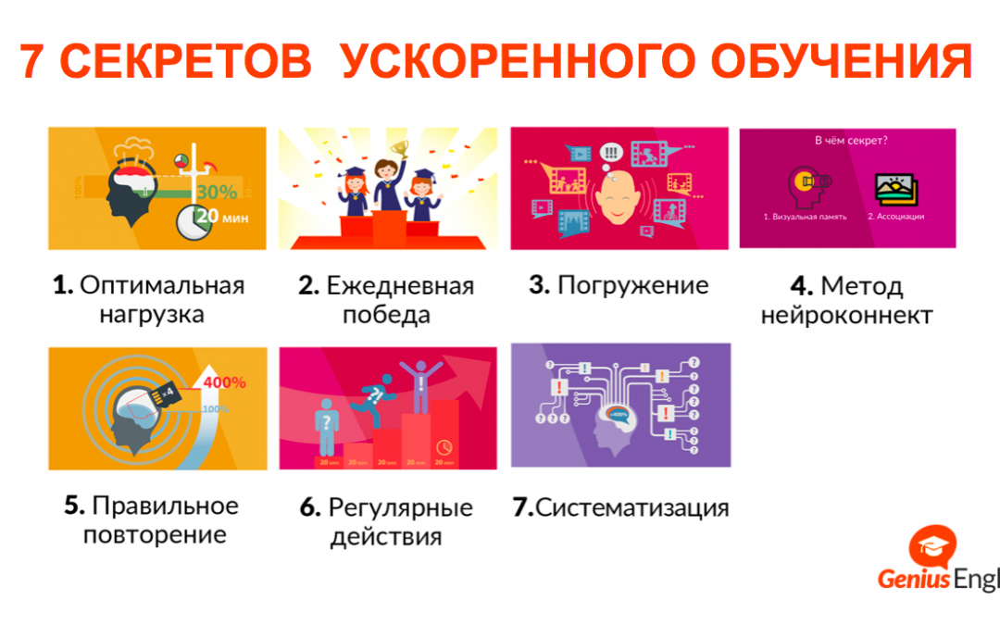 7 СЕКРЕТОВ УСКОРЕННОГО ОБУЧЕНИЯ
100%
30%
20 мин
!!!
В чём секрет?
1. Визуальная память
2. Ассоциации
1. Оптимальная
нагрузка
2. Ежедневная
победа
3. Погружение
4. Метод
нейроконнект
x4
400%
100%
?
?!
!
20 мин
20 мин
20 мин
20 мин
20 мин
5. Правильное
повторение
6. Регулярные
действия
7.Систематизация
Genius Engl